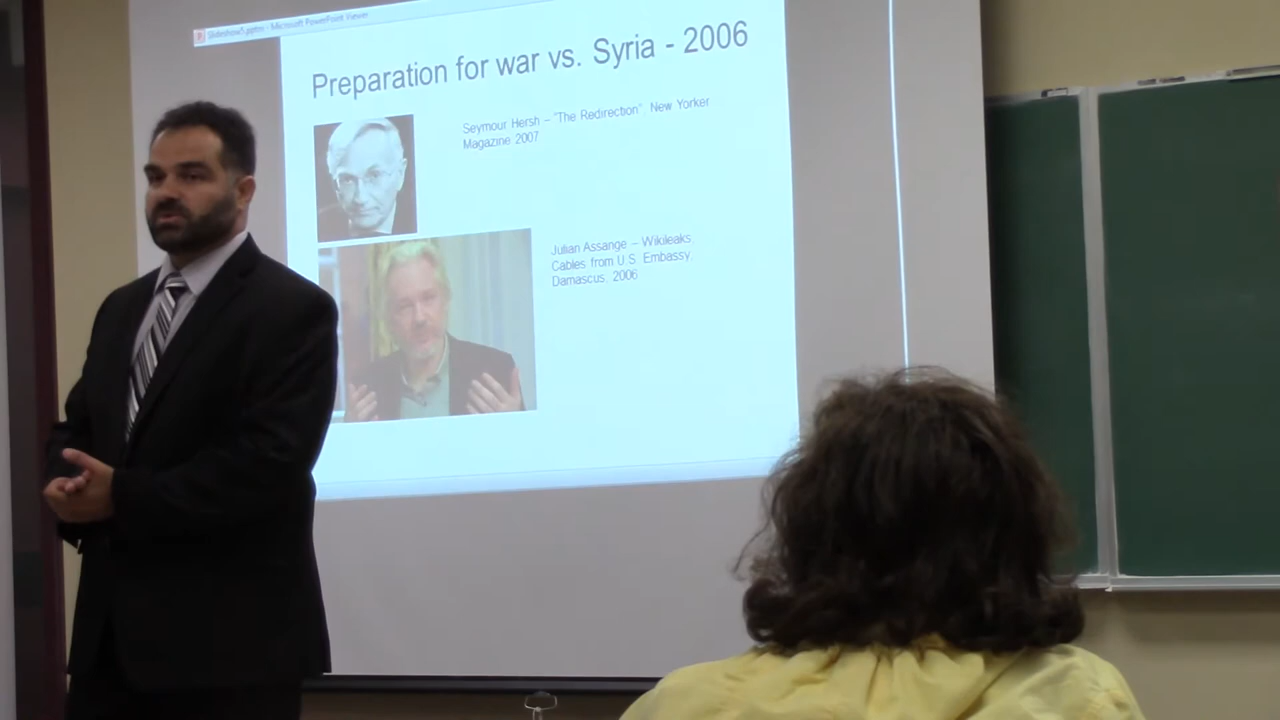 Slideshow5.pptm - Microsoft PowerPoint Viewer
Preparation for war vs. Syria - 2006
Seymour Hersh – "The Redirection", New Yorker
Magazine 2007
Julian Assange – Wikileaks,
Cables from U.S. Embassy,
Damascus, 2006